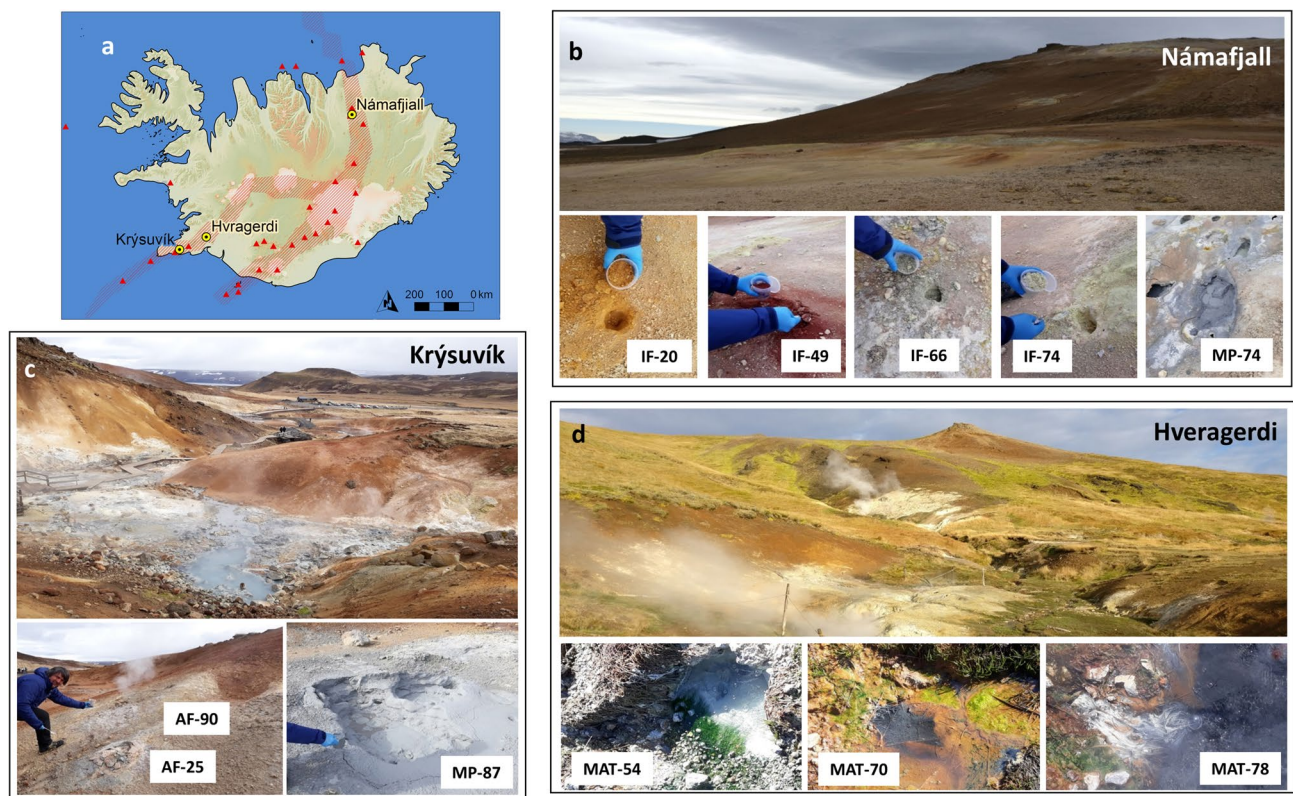 a
Námafjiall
Hvragerdi
Krýsuvík
N
200 100 0 km
b
Námafjall
IF-20
IF-49
IF-66
IF-74
MP-74
c
Krýsuvík
AF-90
AF-25
MP-87
d
Hveragerdi
MAT-54
MAT-70
MAT-78